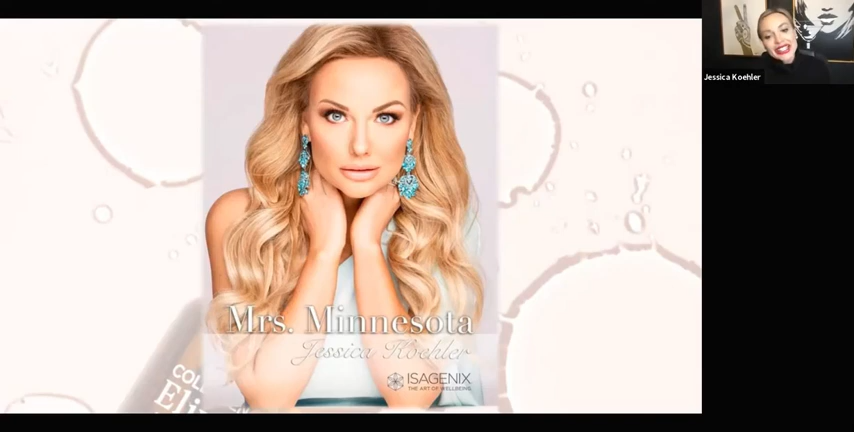 Mrs. Minnesota
Jessica Koehler
ISAGENIX
THE ART OF WELLBEING
Jessica Koehler